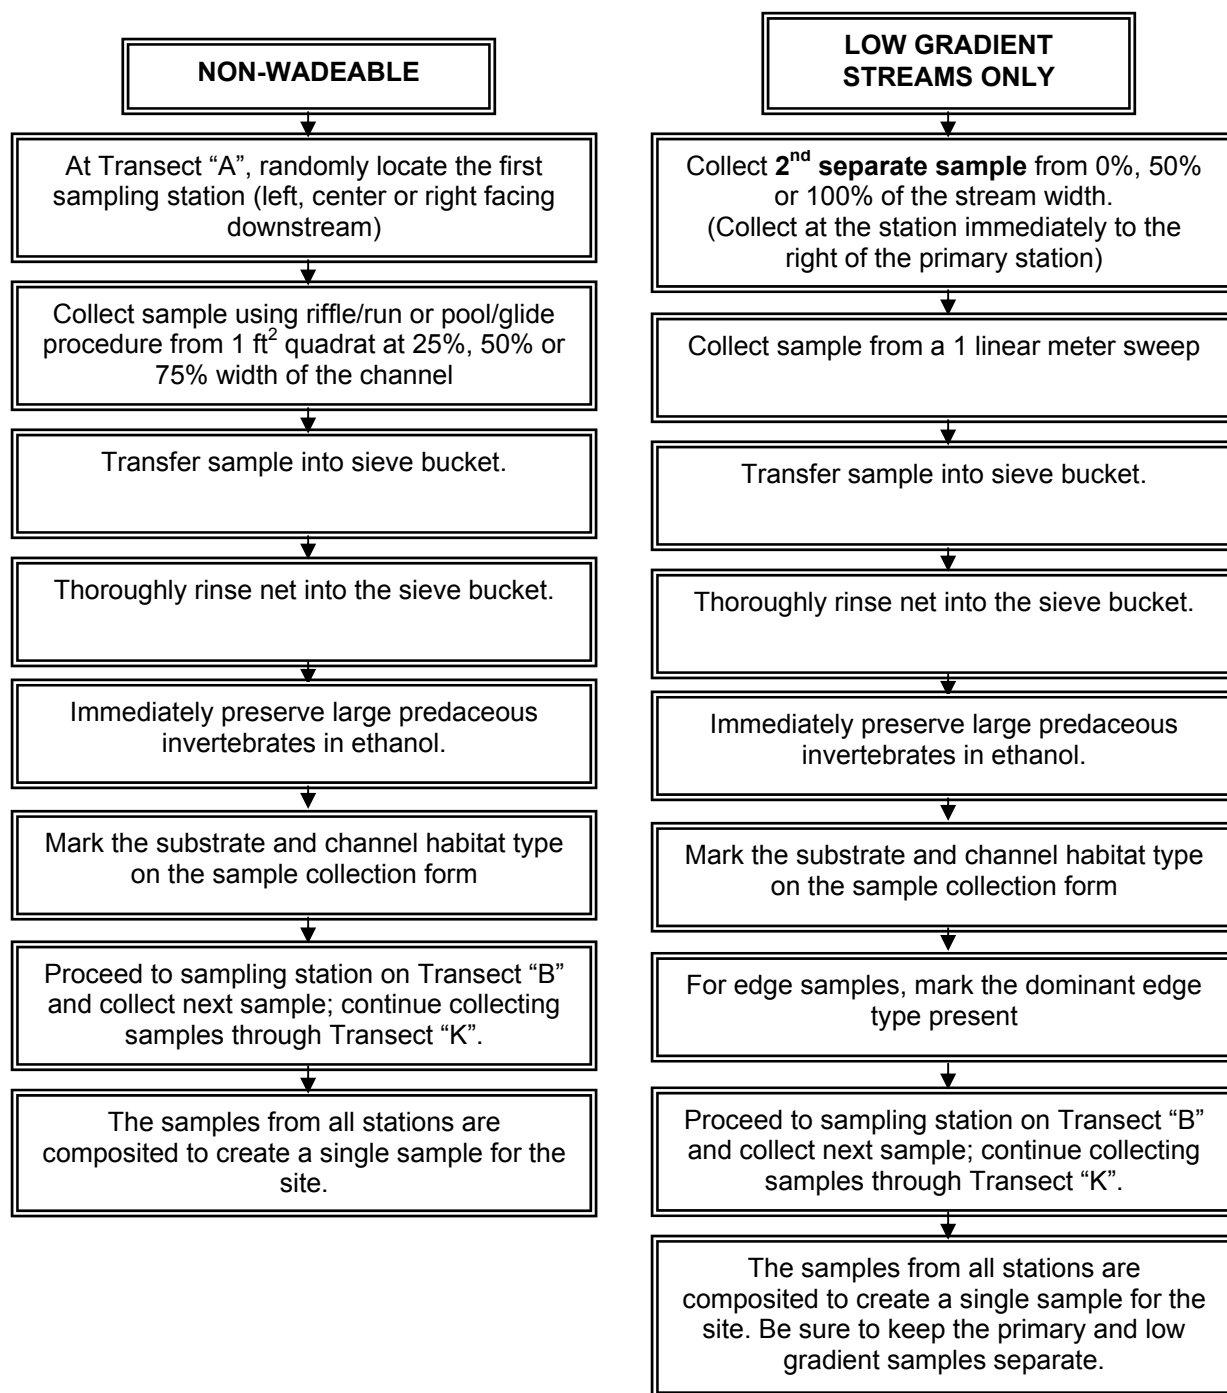 NON-WADEABLE
At Transect “A”, randomly locate the first
sampling station (left, center or right facing
downstream)
Collect sample using riffle/run or pool/glide
procedure from 1 ft² quadrat at 25%, 50% or
75% width of the channel
Transfer sample into sieve bucket.
Thoroughly rinse net into the sieve bucket.
Immediately preserve large predaceous
invertebrates in ethanol.
Mark the substrate and channel habitat type
on the sample collection form
Proceed to sampling station on Transect “B”
and collect next sample; continue collecting
samples through Transect “K”.
The samples from all stations are
composited to create a single sample for the
site.
LOW GRADIENT
STREAMS ONLY
Collect 2nd separate sample from 0%, 50%
or 100% of the stream width.
(Collect at the station immediately to the
right of the primary station)
Collect sample from a 1 linear meter sweep
Transfer sample into sieve bucket.
Thoroughly rinse net into the sieve bucket.
Immediately preserve large predaceous
invertebrates in ethanol.
Mark the substrate and channel habitat type
on the sample collection form
For edge samples, mark the dominant edge
type present
Proceed to sampling station on Transect “B”
and collect next sample; continue collecting
samples through Transect “K”.
The samples from all stations are
composited to create a single sample for the
site. Be sure to keep the primary and low
gradient samples separate.